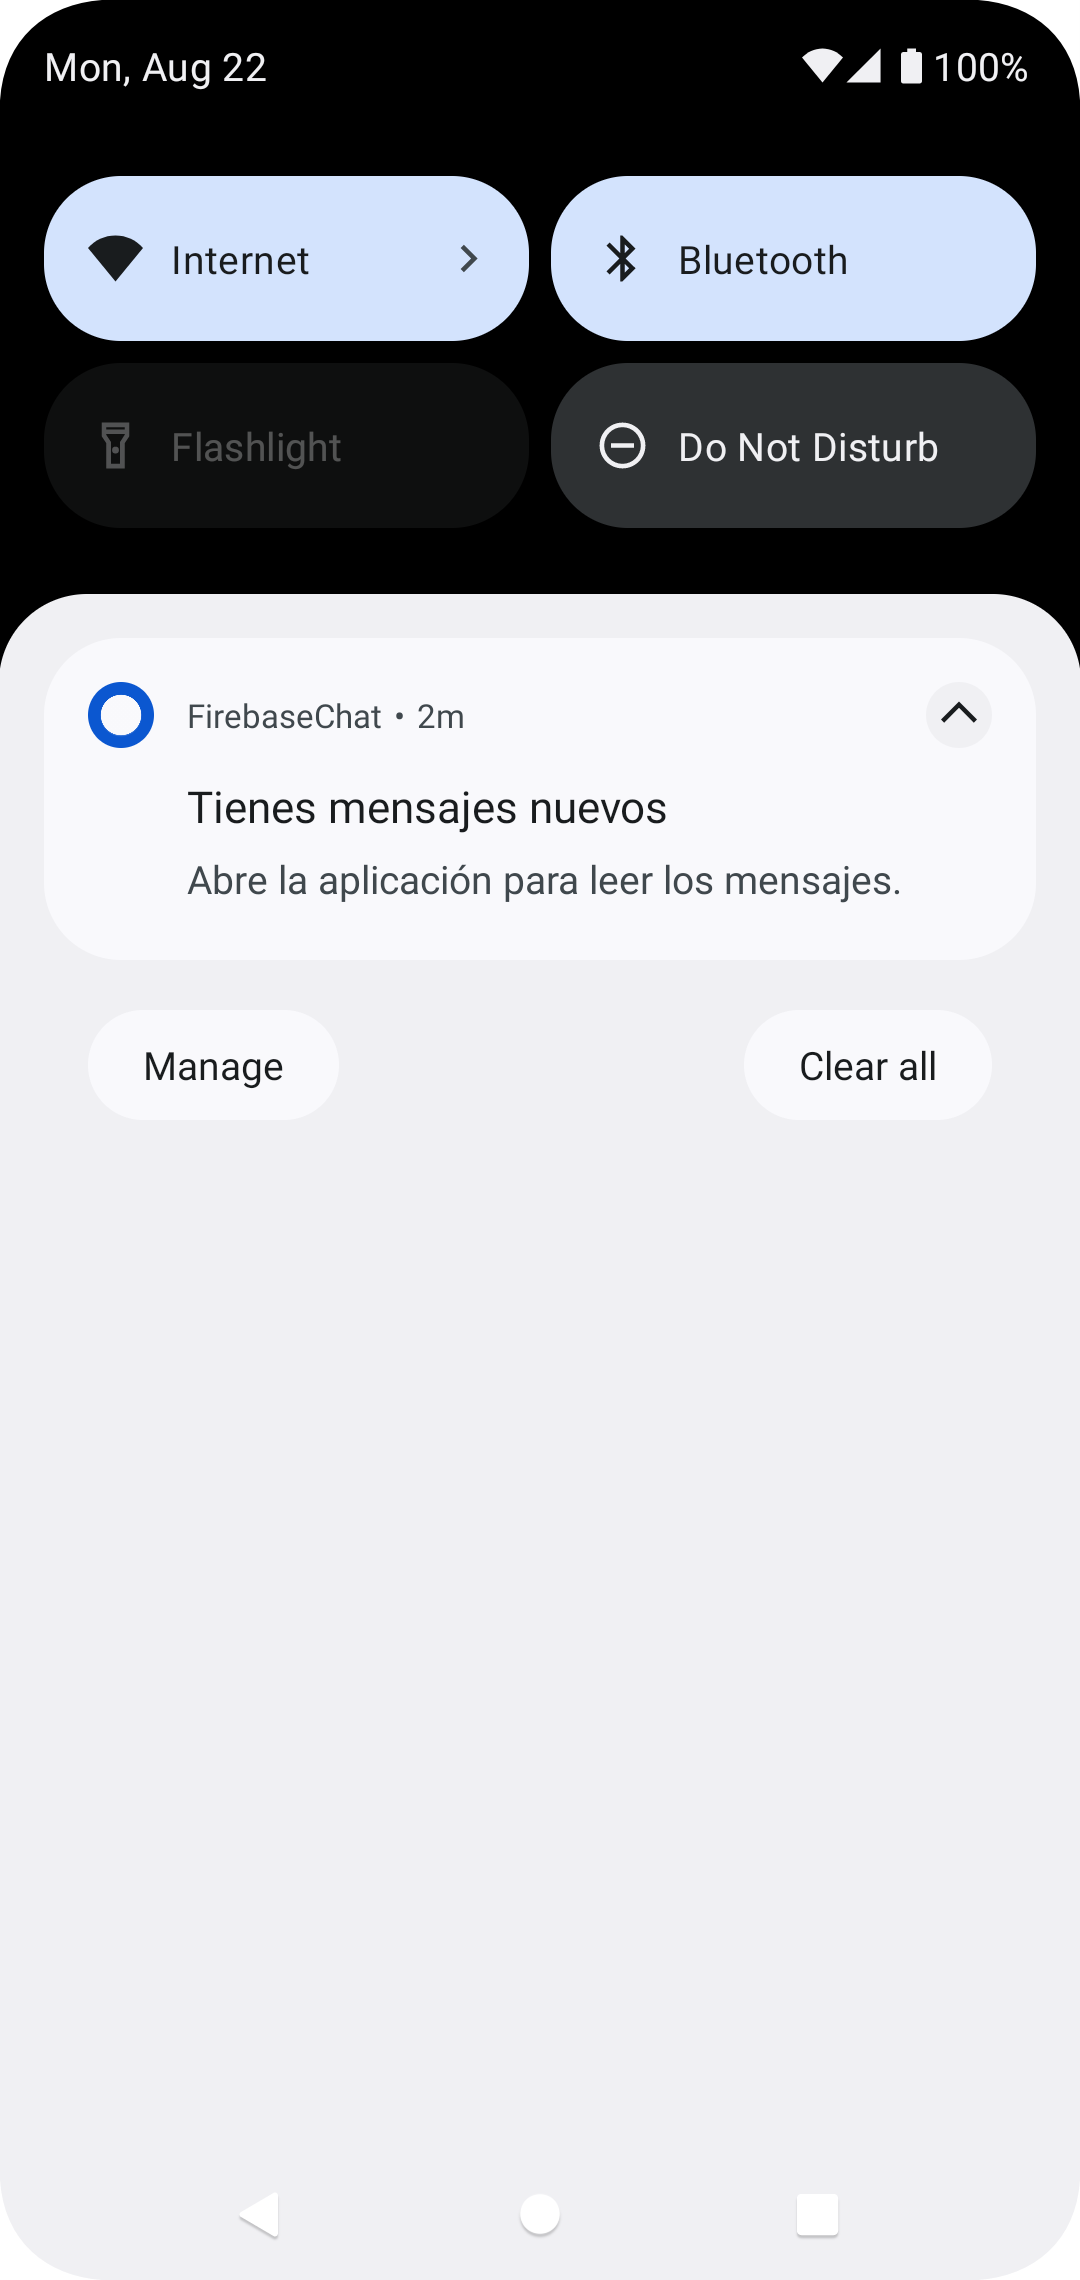 Mon, Aug 22 100%
Internet Bluetooth
Flashlight Do Not Disturb
FirebaseChat • 2m
Tienes mensajes nuevos
Abre la aplicación para leer los mensajes.
Manage Clear all